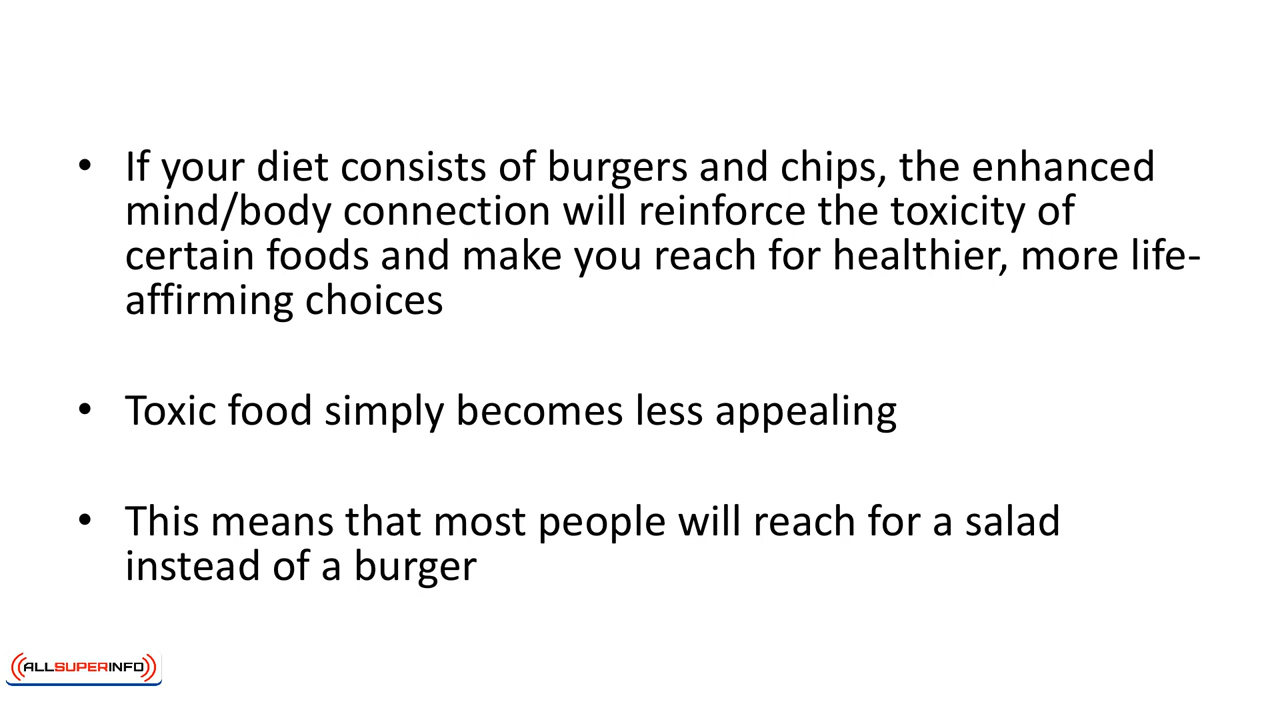 • If your diet consists of burgers and chips, the enhanced
mind/body connection will reinforce the toxicity of
certain foods and make you reach for healthier, more life-
affirming choices
• Toxic food simply becomes less appealing
• This means that most people will reach for a salad
instead of a burger
ALLSUPERINFO